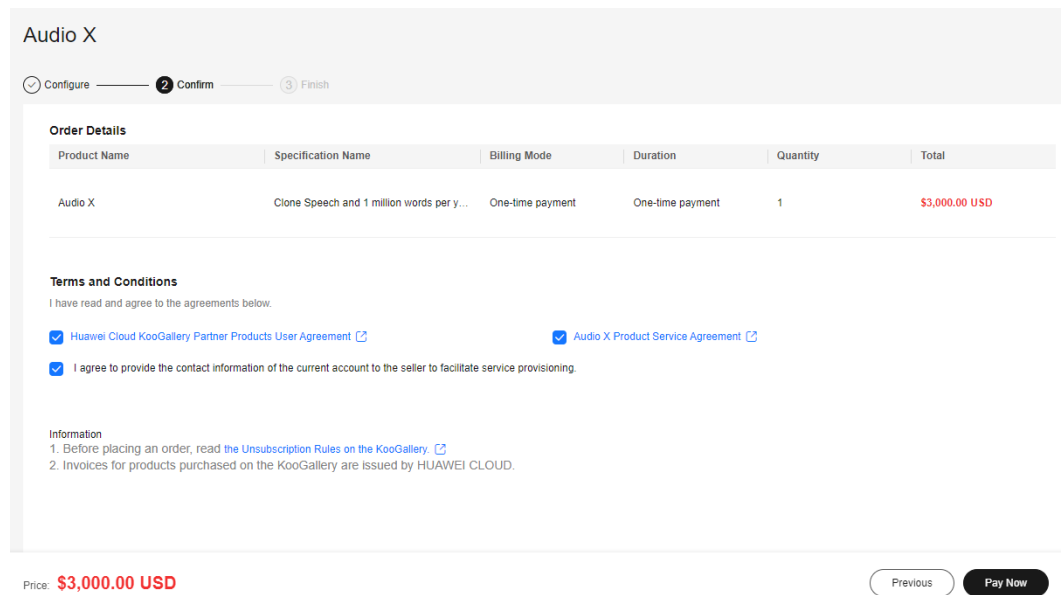 Audio X
Configure 2 Confirm 3 Finish
Order Details
Product Name Specification Name Billing Mode Duration Quantity Total
Audio X Clone Speech and 1 million words per y... One-time payment One-time payment 1 $3,000.00 USD
Terms and Conditions
I have read and agree to the agreements below.
Huawei Cloud KooGallery Partner Products User Agreement Audio X Product Service Agreement
I agree to provide the contact information of the current account to the seller to facilitate service provisioning.
Information
1. Before placing an order, read the Unsubscription Rules on the KooGallery.
2. Invoices for products purchased on the KooGallery are issued by HUAWEI CLOUD.
Price: $3,000.00 USD Previous Pay Now